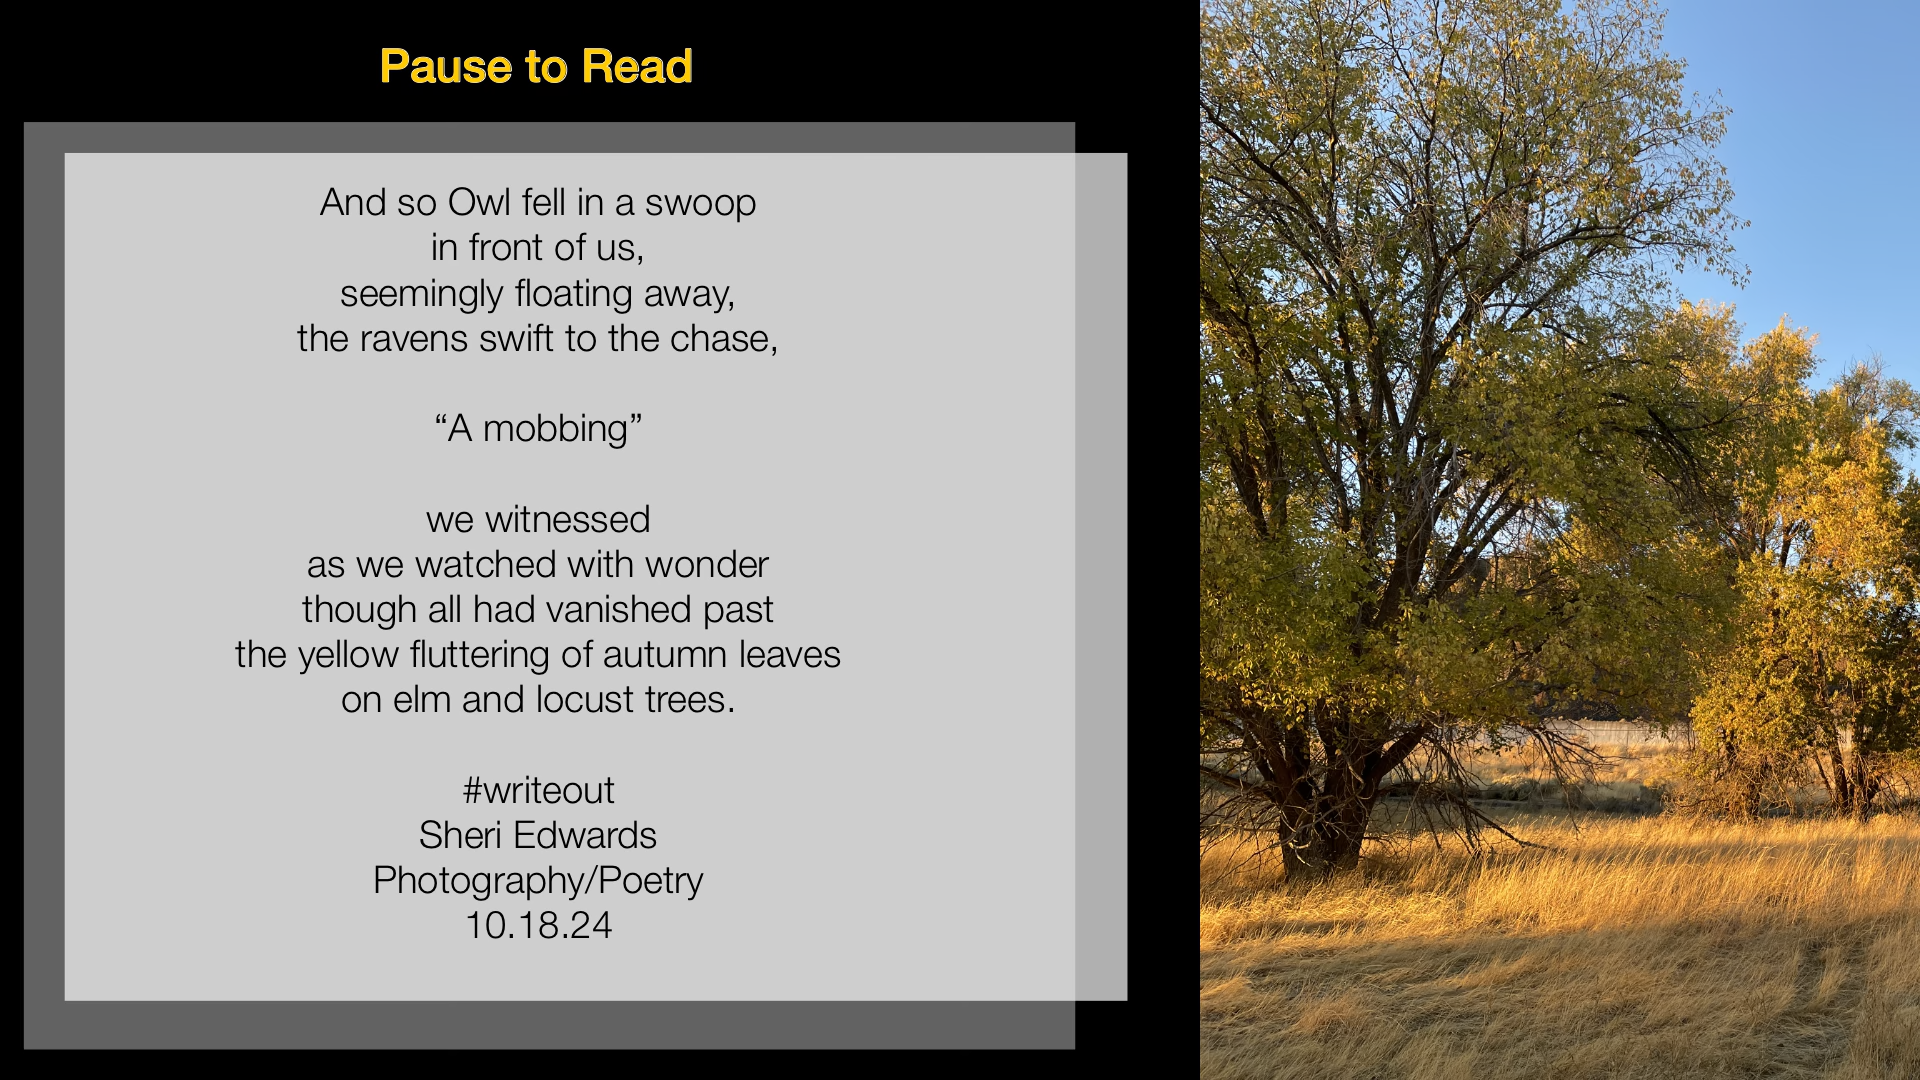 Pause to Read
And so Owl fell in a swoop
in front of us,
seemingly floating away,
the ravens swift to the chase,
“A mobbing”
we witnessed
as we watched with wonder
though all had vanished past
the yellow fluttering of autumn leaves
on elm and locust trees.
#writeout
Sheri Edwards
Photography/Poetry
10.18.24